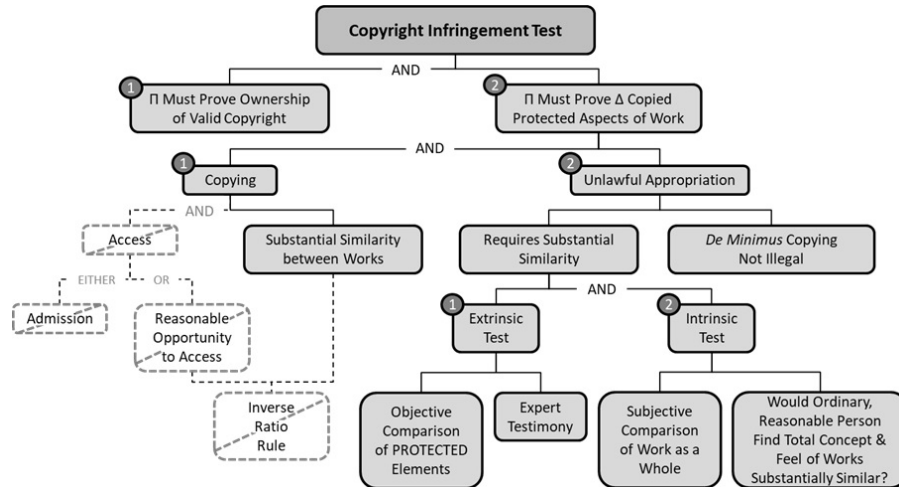 Copyright Infringement Test
AND
1
Π Must Prove Ownership
of Valid Copyright
2
Π Must Prove Δ Copied
Protected Aspects of Work
AND
1
Copying
2
Unlawful Appropriation
AND
Access
Substantial Similarity
between Works
Requires Substantial
Similarity
De Minimus Copying
Not Illegal
EITHER
OR
Admission
Reasonable
Opportunity
to Access
AND
1
Extrinsic
Test
2
Intrinsic
Test
Inverse
Ratio
Rule
Objective
Comparison
of PROTECTED
Elements
Expert
Testimony
Subjective
Comparison
of Work as a
Whole
Would Ordinary,
Reasonable Person
Find Total Concept &
Feel of Works
Substantially Similar?